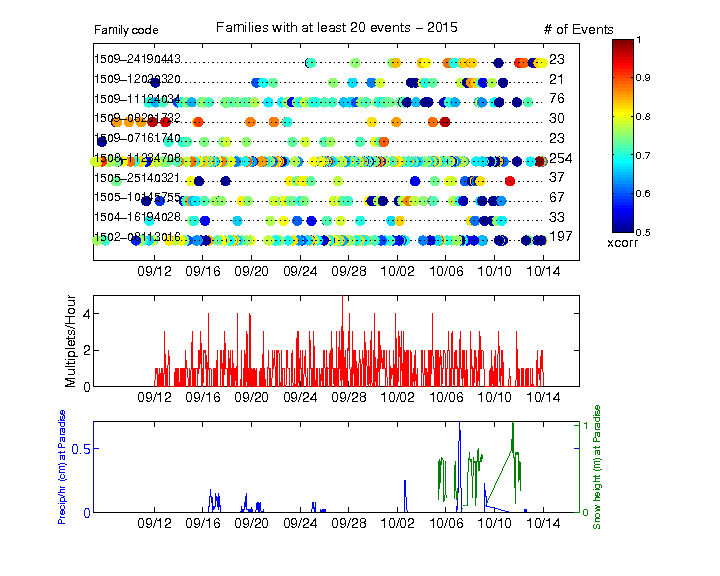 Family code
Families with at least 20 events − 2015
# of Events
1509−24190443 23
1509−12030320 21
1509−11124034 76
1509−08201732 30
1509−07161740 23
254
1505−25140321 37
1505−10145755 67
1504−16194028 33
1502−08113016 197
09/12 09/16 09/20 09/24 09/28 10/02 10/06 10/10 10/14
1
0.9
0.8
0.7
0.6
0.5
xcorr
Multiplets/Hour
4
2
0
09/12 09/16 09/20 09/24 09/28 10/02 10/06 10/10 10/14
Precip/hr (cm) at Paradise
0.5
0
1
0
Snow height (m) at Paradise
09/12 09/16 09/20 09/24 09/28 10/02 10/06 10/10 10/14